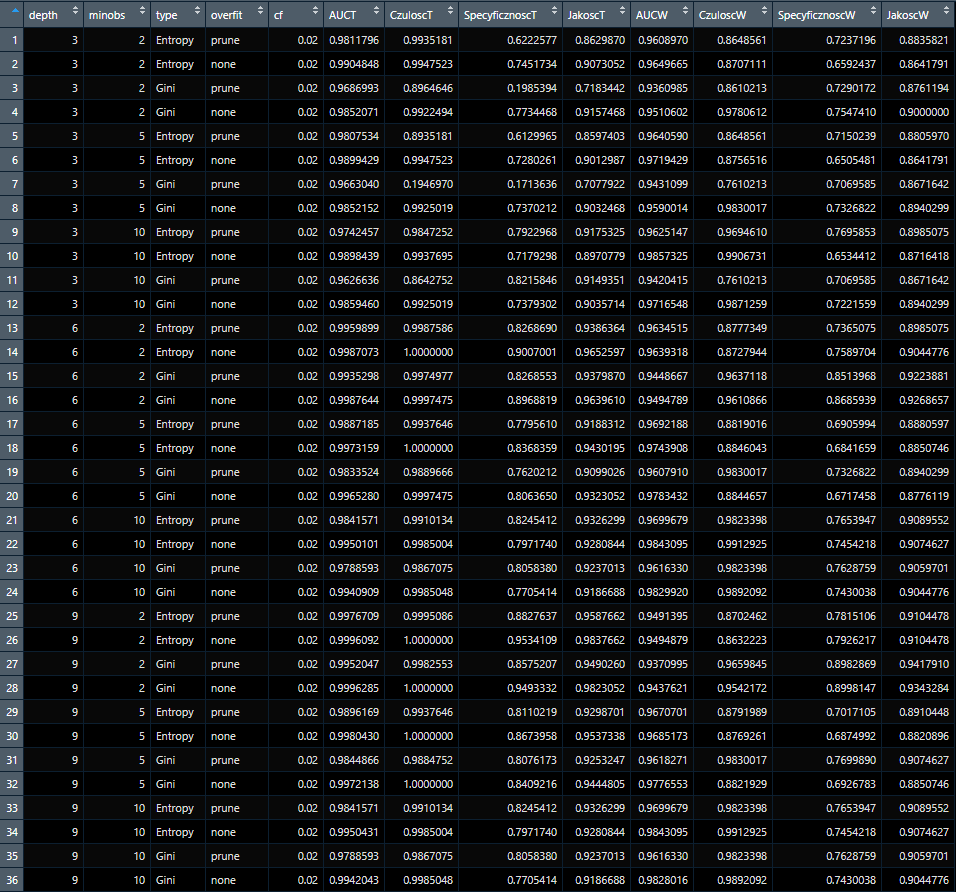 depth minobs type overfit cf AUCT CzuloscT SpecyficznoscT JakoscT AUCW CzuloscW SpecyficznoscW JakoscW
1 3 2 Entropy prune 0.02 0.9811796 0.9935181 0.6222577 0.8629870 0.9608970 0.8648561 0.7237196 0.8835821
2 3 2 Entropy none 0.02 0.9904848 0.9947523 0.7451734 0.9073052 0.9649665 0.8707111 0.6592437 0.8641791
3 3 2 Gini prune 0.02 0.9686993 0.8964646 0.1985394 0.7183442 0.9360985 0.8610213 0.7290172 0.8761194
4 3 2 Gini none 0.02 0.9852071 0.9922494 0.7734468 0.9157468 0.9510602 0.9780612 0.7547410 0.9000000
5 3 5 Entropy prune 0.02 0.9807534 0.8935181 0.6129965 0.8597403 0.9640590 0.8648561 0.7150239 0.8805970
6 3 5 Entropy none 0.02 0.9899429 0.9947523 0.7280261 0.9012987 0.9719429 0.8756516 0.6505481 0.8641791
7 3 5 Gini prune 0.02 0.9663040 0.1946970 0.1713636 0.7077922 0.9431099 0.7610213 0.7069585 0.8671642
8 3 5 Gini none 0.02 0.9852152 0.9925019 0.7370212 0.9032468 0.9590014 0.9830017 0.7326822 0.8940299
9 3 10 Entropy prune 0.02 0.9742457 0.9847252 0.7922968 0.9175325 0.9625147 0.9694610 0.7695853 0.8985075
10 3 10 Entropy none 0.02 0.9898439 0.9937695 0.7179298 0.8970779 0.9857325 0.9906731 0.6534412 0.8716418
11 3 10 Gini prune 0.02 0.9626636 0.8642752 0.8215846 0.9149351 0.9420415 0.7610213 0.7069585 0.8671642
12 3 10 Gini none 0.02 0.9859460 0.9925019 0.7379302 0.9035714 0.9716548 0.9871259 0.7221559 0.8940299
13 6 2 Entropy prune 0.02 0.9959899 0.9987586 0.8268690 0.9386364 0.9634515 0.8777349 0.7365075 0.8985075
14 6 2 Entropy none 0.02 0.9987073 1.0000000 0.9007001 0.9652597 0.9639318 0.8727944 0.7589704 0.9044776
15 6 2 Gini prune 0.02 0.9935298 0.9974977 0.8268553 0.9379870 0.9448667 0.9637118 0.8513968 0.9223881
16 6 2 Gini none 0.02 0.9987644 0.9997475 0.8968819 0.9639610 0.9489789 0.9610866 0.8685939 0.9268657
17 6 5 Entropy prune 0.02 0.9887185 0.9937646 0.7795610 0.9188312 0.9692188 0.8819016 0.6905994 0.8880597
18 6 5 Entropy none 0.02 0.9973159 1.0000000 0.8368359 0.9430195 0.9743908 0.8846043 0.6841659 0.8850746
19 6 5 Gini prune 0.02 0.9833524 0.9889666 0.7620212 0.9099026 0.9607910 0.9830017 0.7326822 0.8940299
20 6 5 Gini none 0.02 0.9965280 0.9997475 0.8063650 0.9323052 0.9783432 0.8844657 0.6717458 0.8776119
21 6 10 Entropy prune 0.02 0.9841571 0.9910134 0.8245412 0.9326299 0.9699679 0.9823398 0.7653947 0.9089552
22 6 10 Entropy none 0.02 0.9950101 0.9985004 0.7971740 0.9280844 0.9843095 0.9912925 0.7454218 0.9074627
23 6 10 Gini prune 0.02 0.9788593 0.9867075 0.8058380 0.9237013 0.9616330 0.9823398 0.7628759 0.9059701
24 6 10 Gini none 0.02 0.9940909 0.9985048 0.7705414 0.9186688 0.9829920 0.9892092 0.7430038 0.9044776
25 9 2 Entropy prune 0.02 0.9976709 0.9995086 0.8827637 0.9587662 0.9491395 0.8702462 0.7815106 0.9104478
26 9 2 Entropy none 0.02 0.9996092 1.0000000 0.9534109 0.9837662 0.9494879 0.8632223 0.7926217 0.9104478
27 9 2 Gini prune 0.02 0.9952047 0.9982553 0.8575207 0.9490260 0.9370995 0.9659845 0.8982869 0.9417910
28 9 2 Gini none 0.02 0.9996285 1.0000000 0.9493332 0.9823052 0.9437621 0.9542172 0.8998147 0.9343284
29 9 5 Entropy prune 0.02 0.9896169 0.9937646 0.8110219 0.9298701 0.9670701 0.8791989 0.7017105 0.8910448
30 9 5 Entropy none 0.02 0.9980430 1.0000000 0.8673958 0.9537338 0.9685173 0.8769261 0.6874992 0.8820896
31 9 5 Gini prune 0.02 0.9844866 0.9884752 0.8076173 0.9253247 0.9618271 0.9830017 0.7699890 0.9074627
32 9 5 Gini none 0.02 0.9972138 1.0000000 0.8409216 0.9444805 0.9776553 0.8821929 0.6926783 0.8850746
33 9 10 Entropy prune 0.02 0.9841571 0.9910134 0.8245412 0.9326299 0.9699679 0.9823398 0.7653947 0.9089552
34 9 10 Entropy none 0.02 0.9950431 0.9985004 0.7971740 0.9280844 0.9843095 0.9912925 0.7454218 0.9074627
35 9 10 Gini prune 0.02 0.9788593 0.9867075 0.8058380 0.9237013 0.9616330 0.9823398 0.7628759 0.9059701
36 9 10 Gini none 0.02 0.9942043 0.9985048 0.7705414 0.9186688 0.9828016 0.9892092 0.7430038 0.9044776